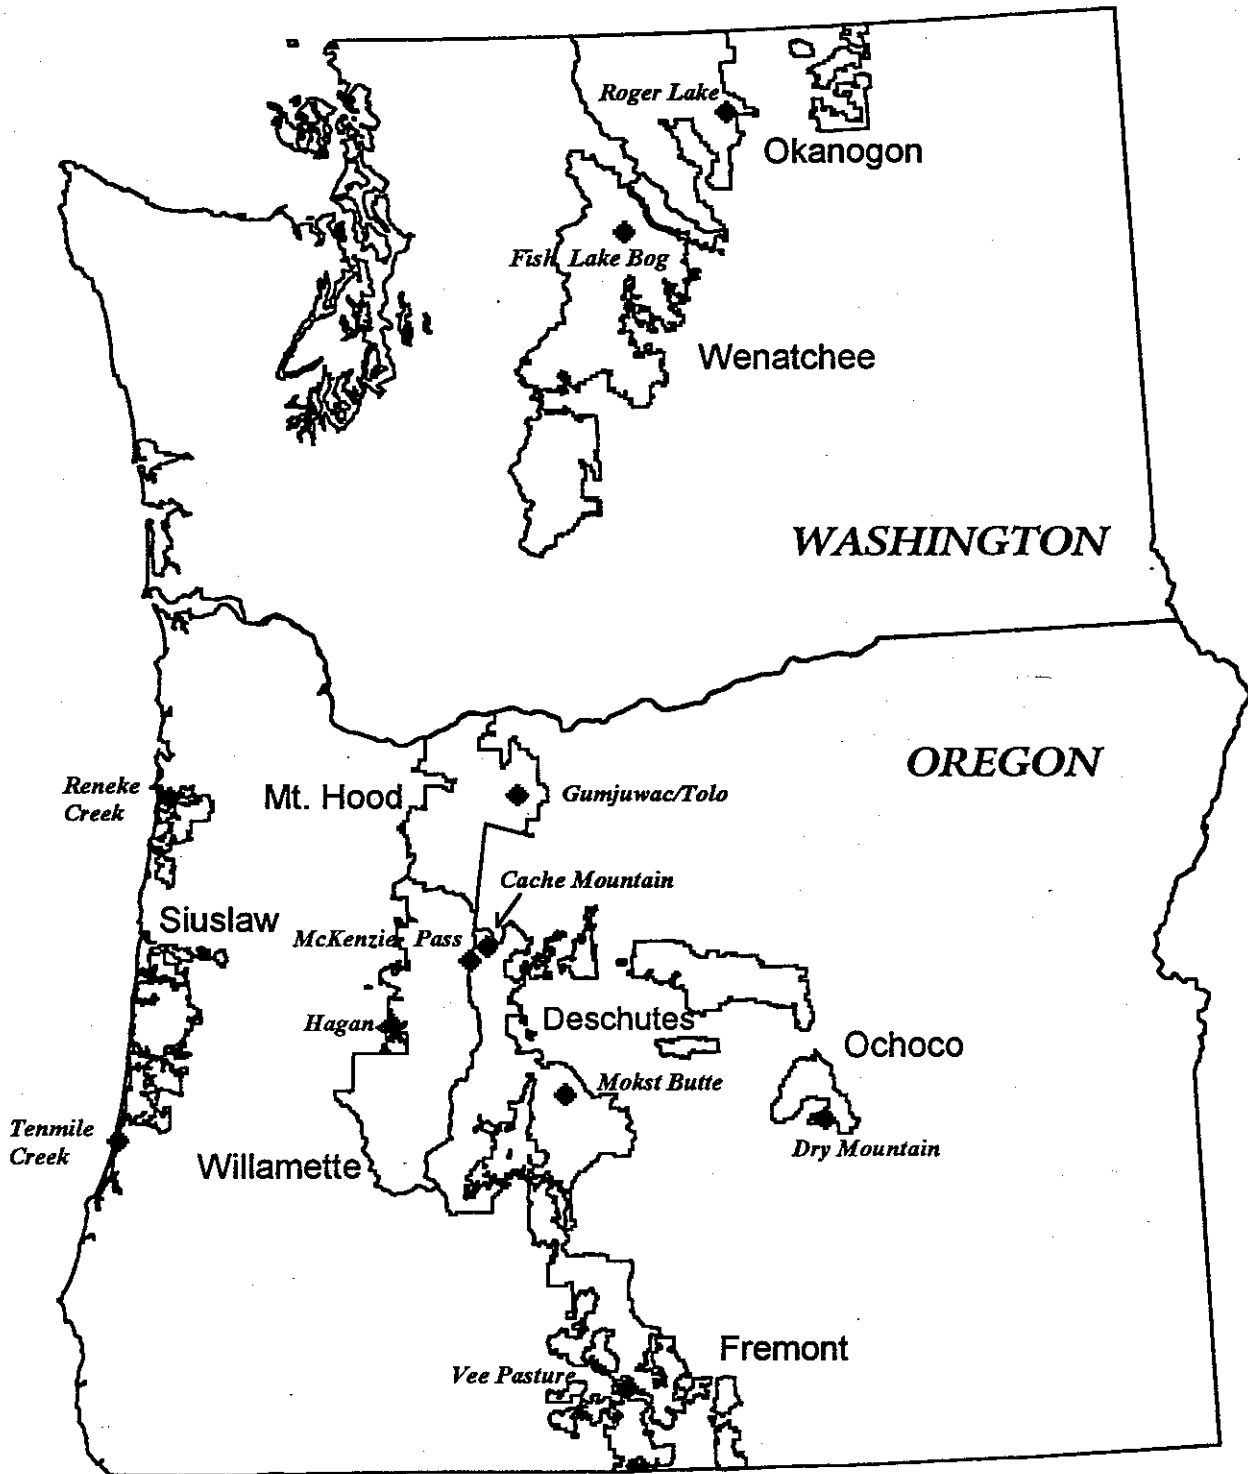 Roger Lake
Okanogon
Fish Lake Bog
Wenatchee
WASHINGTON
OREGON
Reneke
Creek
Mt. Hood
Gumjuwac/Tolo
Cache Mountain
Siuslaw
McKenzie Pass
Hagan
Deschutes
Ochoco
Mokst Butte
Tenmile
Creek
Dry Mountain
Willamette
Fremont
Vee Pasture